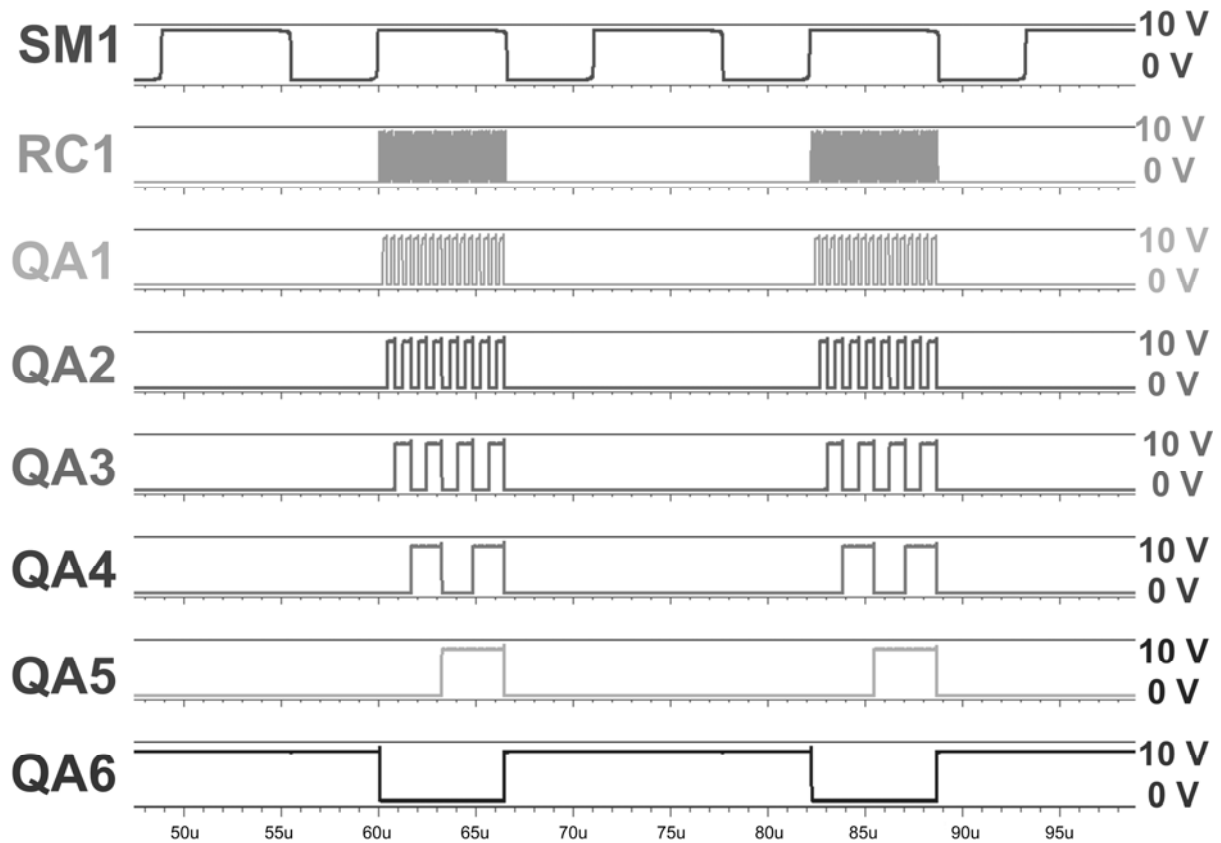 SM1 10 V
0 V
RC1 10 V
0 V
QA1 10 V
0 V
QA2 10 V
0 V
QA3 10 V
0 V
QA4 10 V
0 V
QA5 10 V
0 V
QA6 10 V
0 V
50u 55u 60u 65u 70u 75u 80u 85u 90u 95u